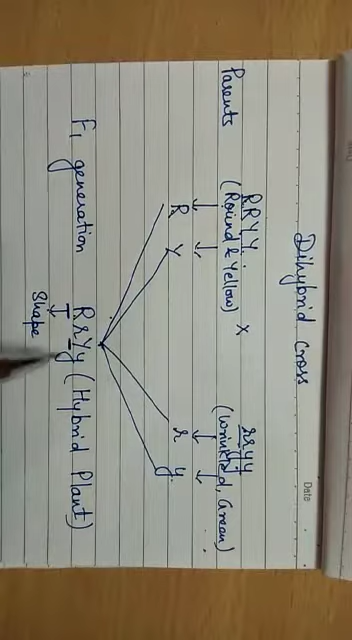 Date
Dihybrid Cross
Parents RRYY x rryy
(Round & Yellow) (wrinkled, Green)
R Y r y
F1 generation RrYy (Hybrid Plant)
Shape